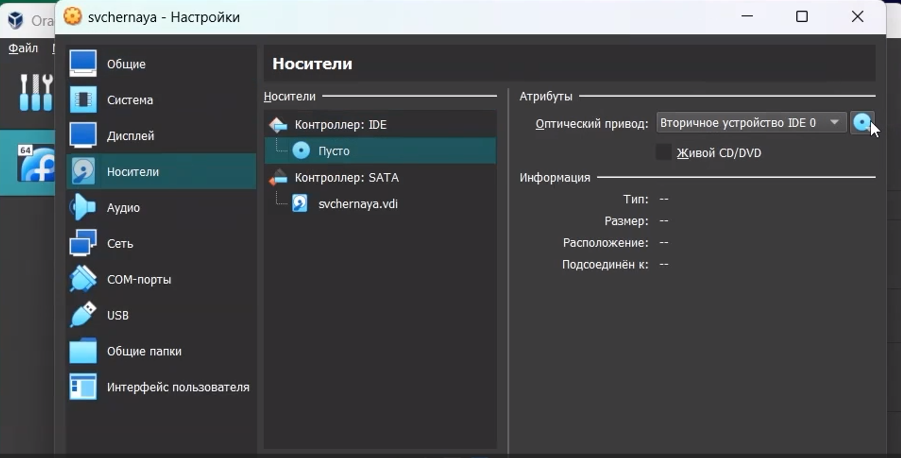 Ora
svchernaya - Настройки
Файл
64
Общие
Система
Дисплей
Носители
Аудио
Сеть
COM-порты
USB
Общие папки
Интерфейс пользователя
Носители
Носители
Контроллер: IDE
Пусто
Контроллер: SATA
svchernaya.vdi
Атрибуты
Оптический привод: Вторичное устройство IDE 0
Живой CD/DVD
Информация
Тип: --
Размер: --
Расположение: --
Подсоединён к: --